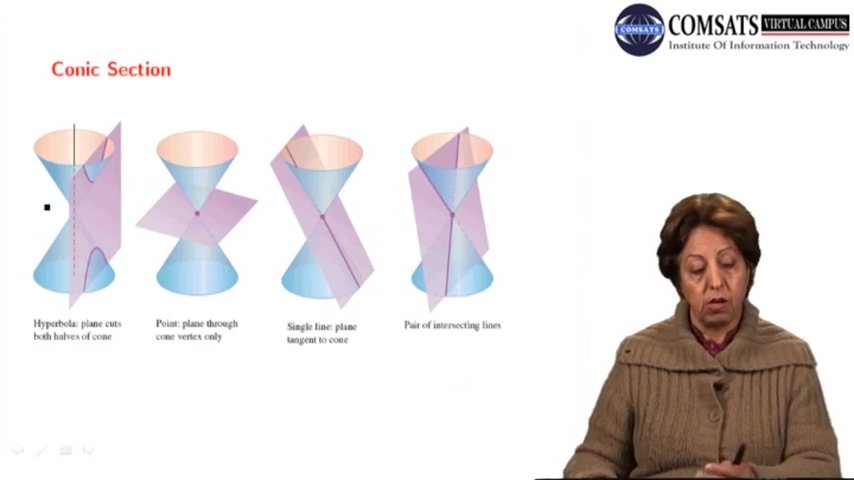 COMSATS VIRTUAL CAMPUS
COMSATS
Institute Of Information Technology
Conic Section
Hyperbola: plane cuts
both halves of cone
Point: plane through
cone vertex only
Single line: plane
tangent to cone
Pair of intersecting lines